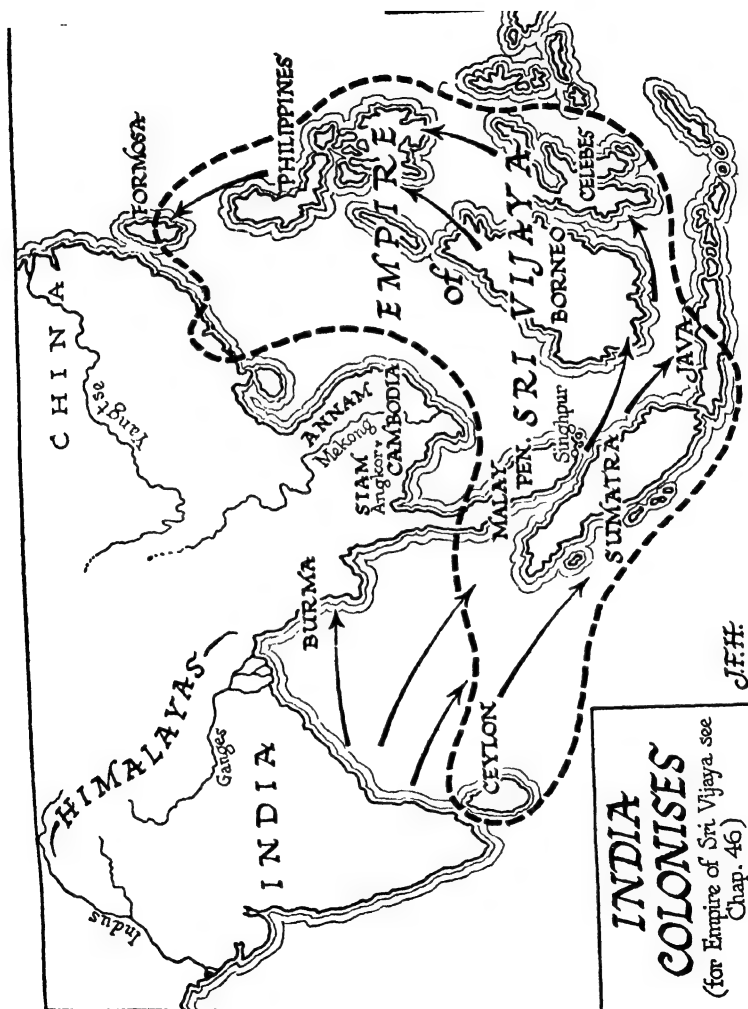 CHINA
Yangtse
FORMOSA
HIMALAYAS
Indus
Ganges
INDIA
BURMA
SIAM
Angkor
CAMBODIA
ANNAM
Mekong
PHILIPPINES
EMPIRE
of
SRI VIJAYA
MALAY
PEN.
Singhpur
BORNEO
CELEBES
CEYLON
SUMATRA
JAVA
INDIA
COLONISES
(for Empire of Sri Vijaya see
Chap. 46)
J.F.H.